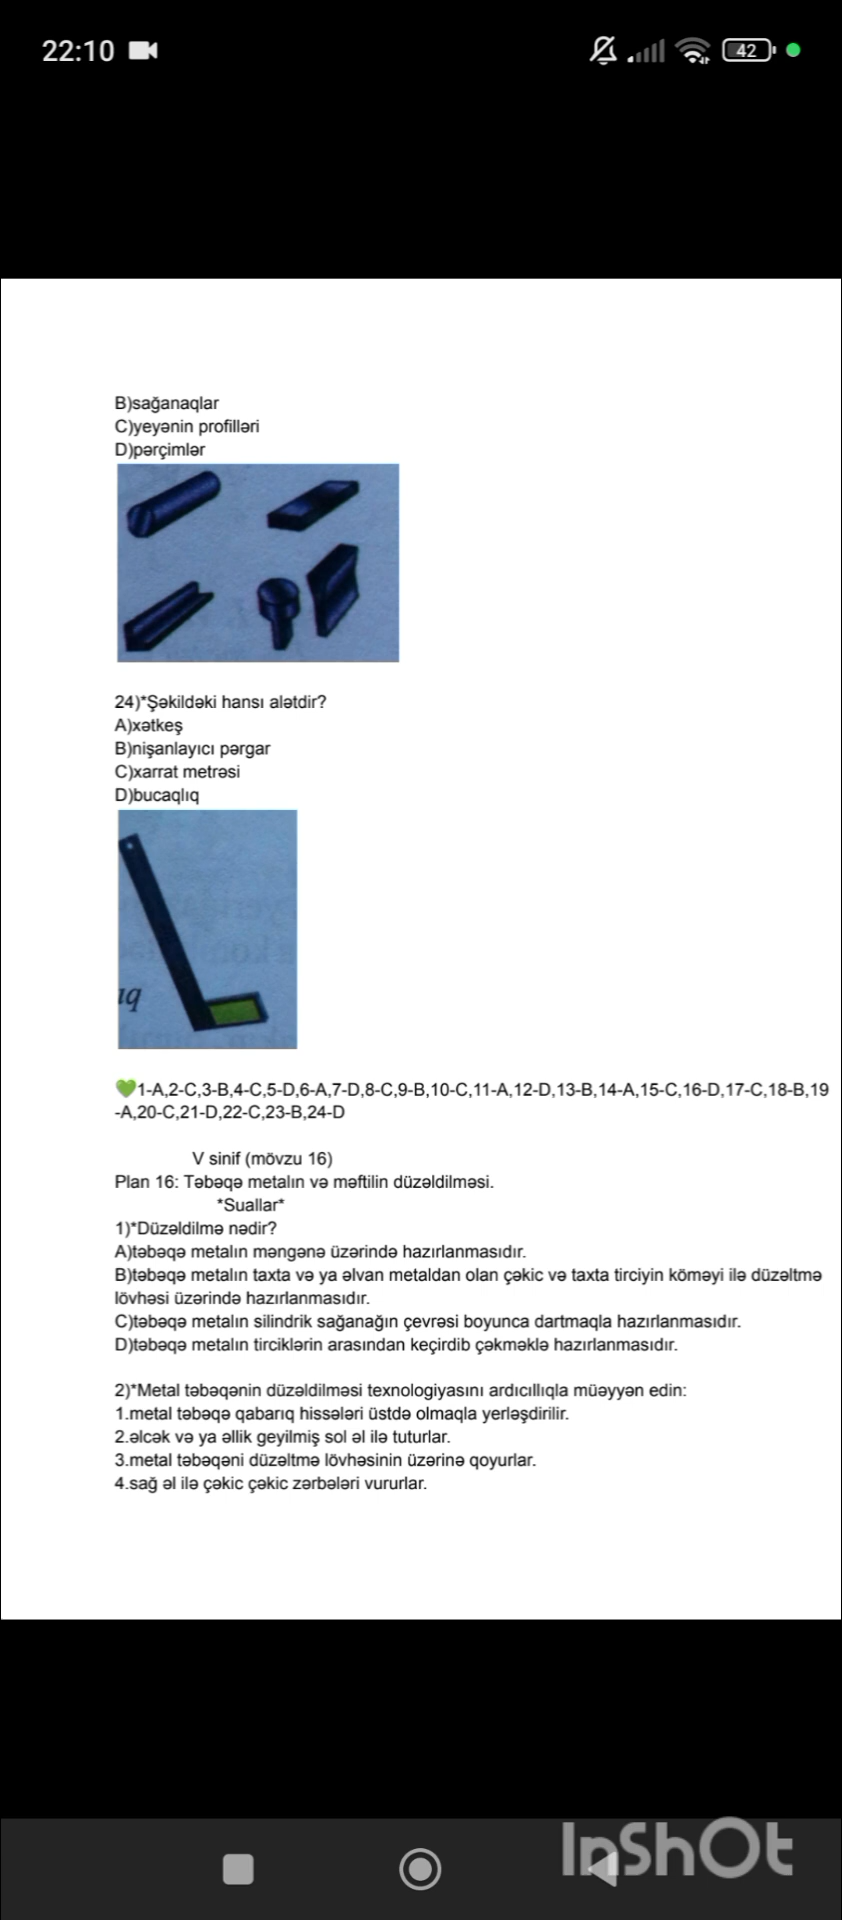 22:10
42
B)sağanaqlar
C)yeyənin profilləri
D)pərçimlər
24)*Şəkildəki hansı alətdir?
A)xətkeş
B)nişanlayıcı pərgar
C)xarrat metrəsi
D)bucaqlıq
ıq
💚1-A,2-C,3-B,4-C,5-D,6-A,7-D,8-C,9-B,10-C,11-A,12-D,13-B,14-A,15-C,16-D,17-C,18-B,19
-A,20-C,21-D,22-C,23-B,24-D
V sinif (mövzu 16)
Plan 16: Təbəqə metalın və məftilin düzəldilməsi.
*Suallar*
1)*Düzəldilmə nədir?
A)təbəqə metalın məngənə üzərində hazırlanmasıdır.
B)təbəqə metalın taxta və ya əlvan metaldan olan çəkic və taxta tirciyin köməyi ilə düzəltmə
lövhəsi üzərində hazırlanmasıdır.
C)təbəqə metalın silindrik sağanağın çevrəsi boyunca dartmaqla hazırlanmasıdır.
D)təbəqə metalın tirciklərin arasından keçirdib çəkməklə hazırlanmasıdır.
2)*Metal təbəqənin düzəldilməsi texnologiyasını ardıcıllıqla müəyyən edin:
1.metal təbəqə qabarıq hissələri üstdə olmaqla yerləşdirilir.
2.əlcək və ya əllik geyilmiş sol əl ilə tuturlar.
3.metal təbəqəni düzəltmə lövhəsinin üzərinə qoyurlar.
4.sağ əl ilə çəkic çəkic zərbələri vururlar.
InShOt